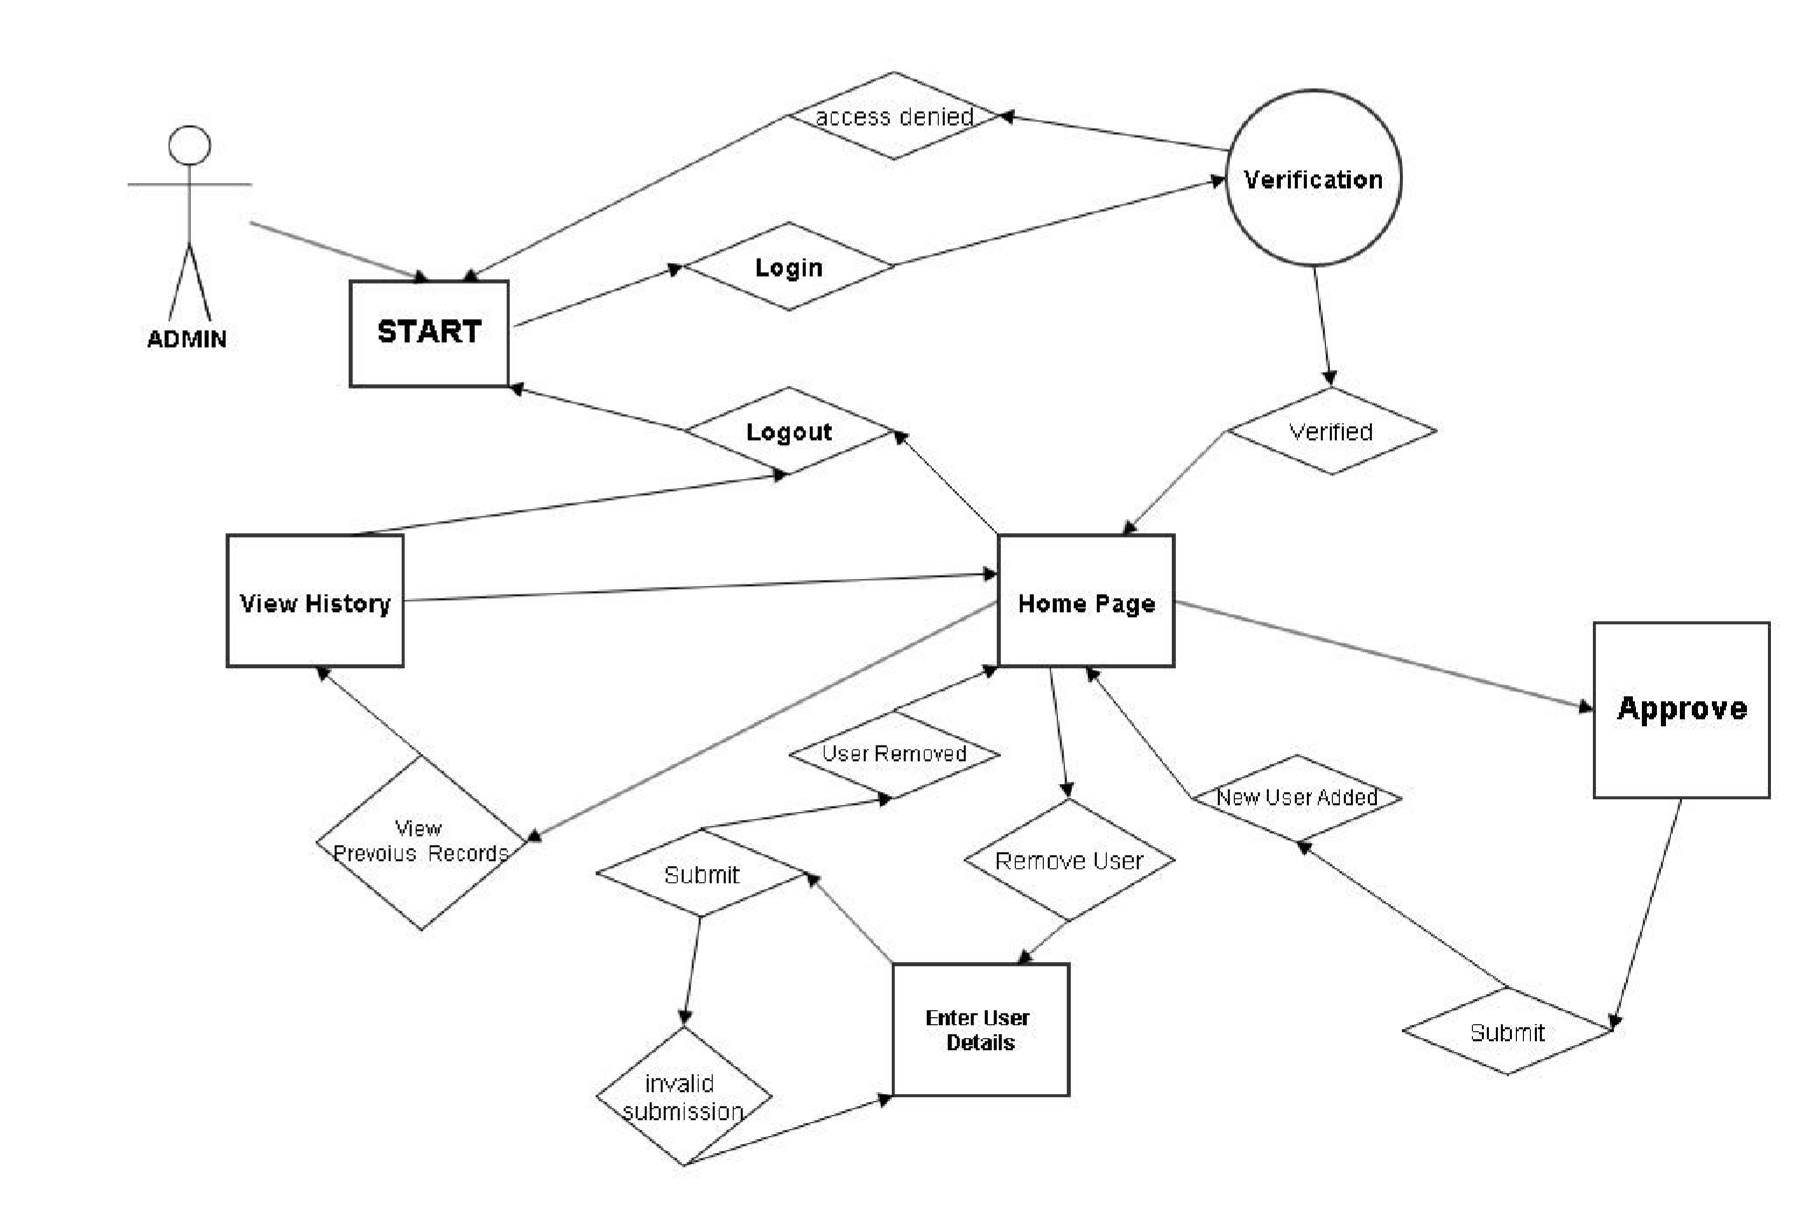 access denied
Verification
Login
START
ADMIN
Logout
Verified
View History
Home Page
Approve
User Removed
New User Added
View
Prevoius Records
Submit
Remove User
Enter User
Details
Submit
invalid
submission